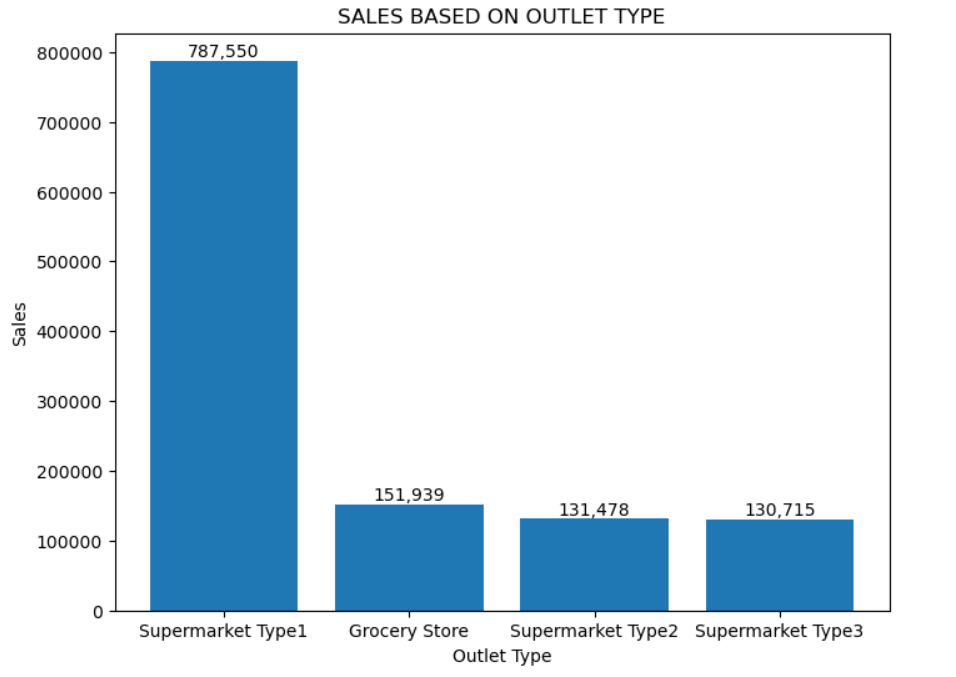 SALES BASED ON OUTLET TYPE
800000
700000
600000
500000
400000
300000
200000
100000
0
Sales
787,550
151,939
131,478
130,715
Supermarket Type1
Grocery Store
Supermarket Type2
Supermarket Type3
Outlet Type